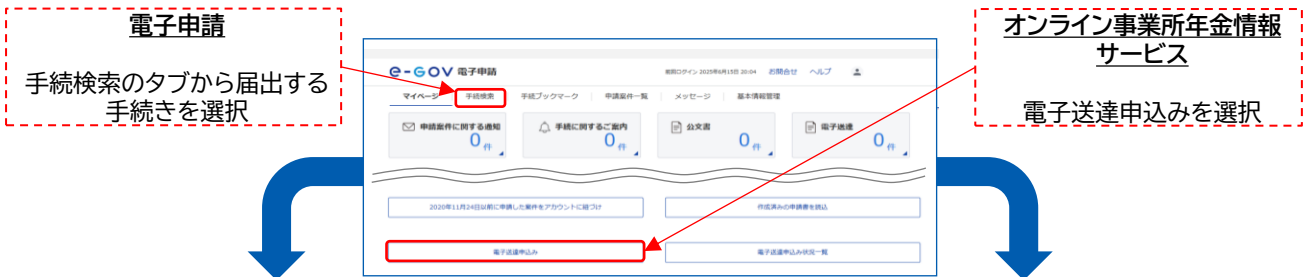 電子申請
手続検索のタブから届出する
手続きを選択
オンライン事業所年金情報
サービス
電子送達申込みを選択
e-GOV 電子申請
前回ログイン 2025年6月15日 20:04 お問合せ ヘルプ
マイページ 手続検索 手続ブックマーク 申請案件一覧 メッセージ 基本情報管理
申請案件に関する通知 0件
手続に関するご案内 0件
公文書 0件
電子送達 0件
2020年11月24日以前に申請した案件をアカウントに紐づけ
作成済みの申請書を読込
電子送達申込み
電子送達申込み状況一覧